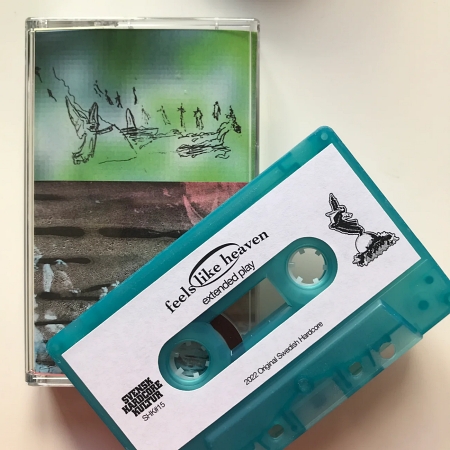 feels like heaven
extended play
2022 Original Swedish Hardcore
SVENSK
HARDCORE
KULTUR
SHK#15